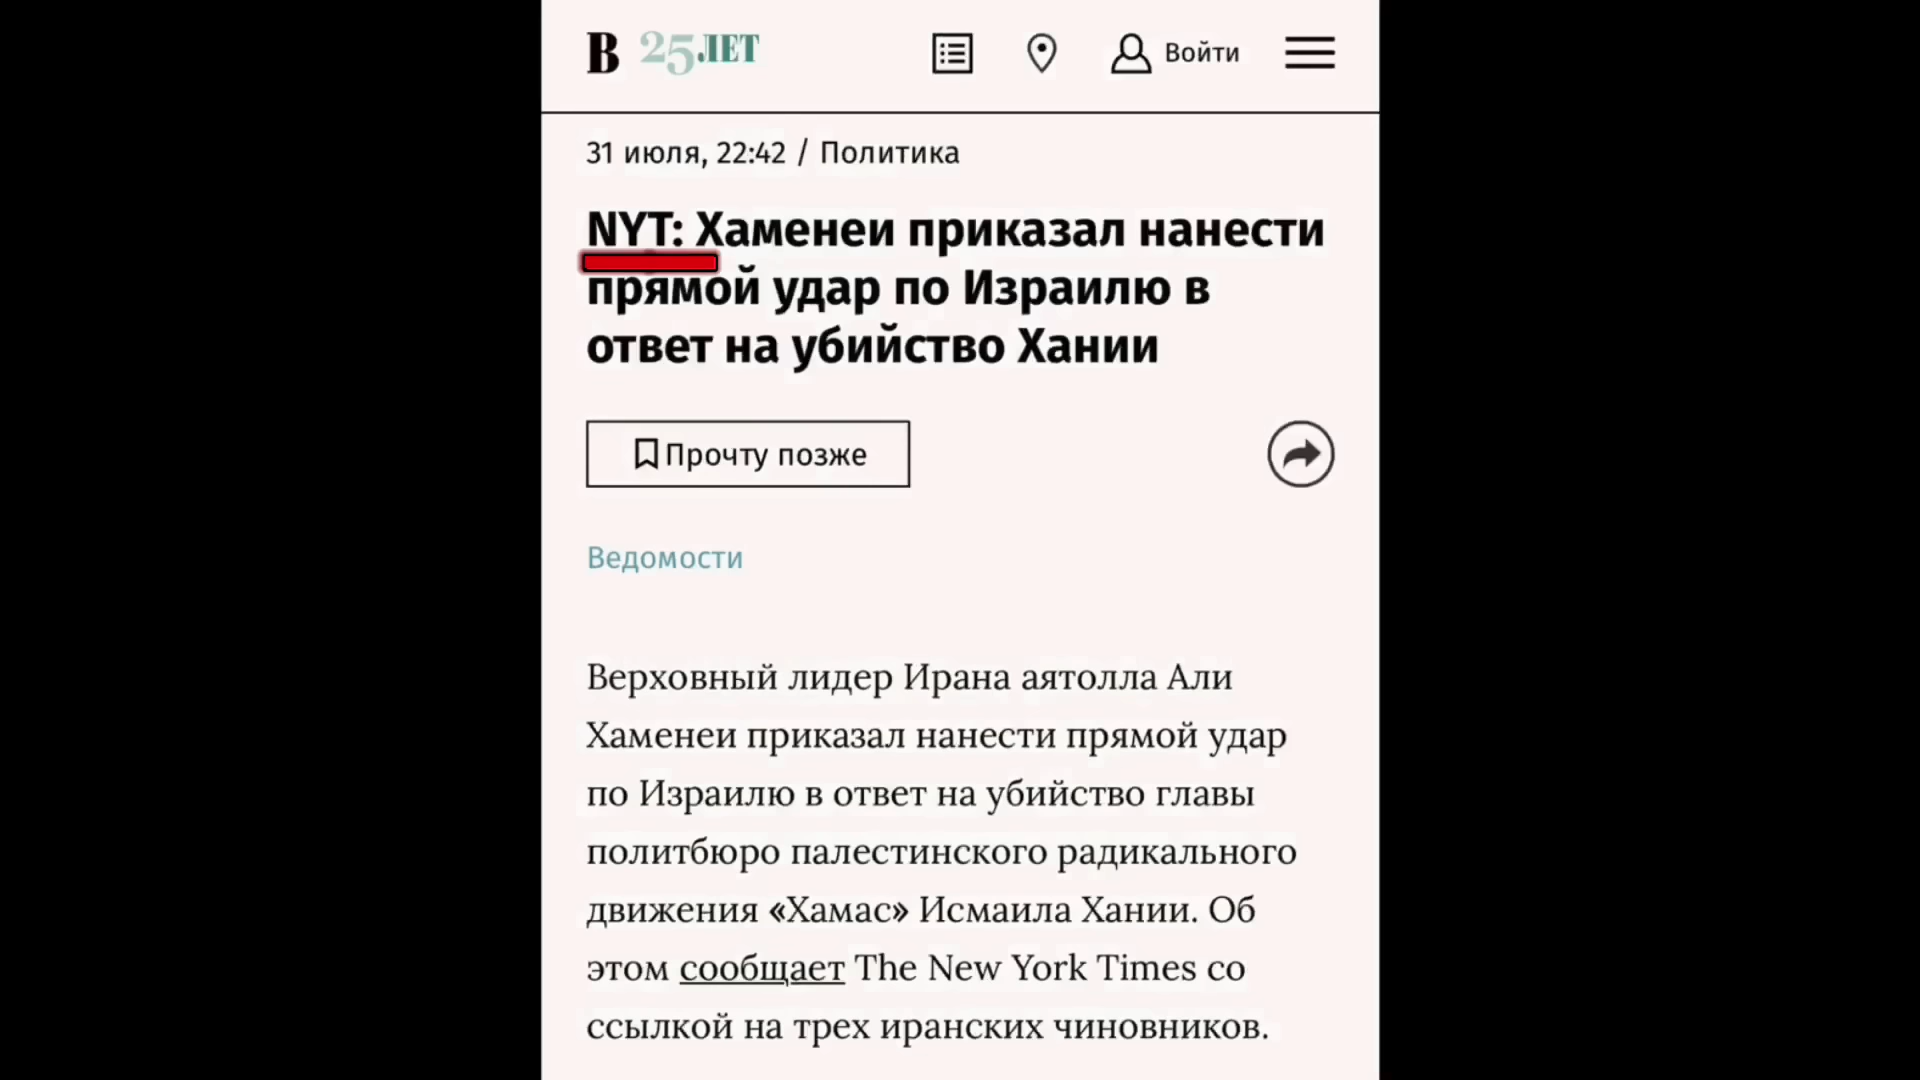 В 25 ЛЕТ Войти
31 июля, 22:42 / Политика
NYT: Хаменеи приказал нанести
прямой удар по Израилю в
ответ на убийство Хании
Прочту позже
Ведомости
Верховный лидер Ирана аятолла Али
Хаменеи приказал нанести прямой удар
по Израилю в ответ на убийство главы
политбюро палестинского радикального
движения «Хамас» Исмаила Хании. Об
этом сообщает The New York Times со
ссылкой на трех иранских чиновников.